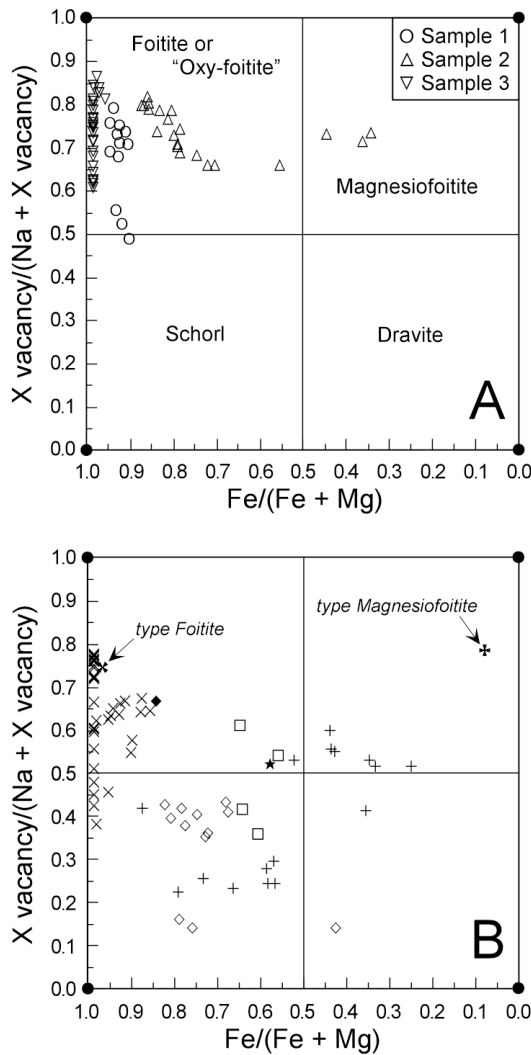 1.0
0.9
0.8
0.7
0.6
0.5
0.4
0.3
0.2
0.1
0.0
X vacancy/(Na + X vacancy)
Foitite or
“Oxy-foitite”
○ Sample 1
△ Sample 2
▽ Sample 3
Magnesiofoitite
Schorl
Dravite
A
1.0 0.9 0.8 0.7 0.6 0.5 0.4 0.3 0.2 0.1 0.0
Fe/(Fe + Mg)
1.0
0.9
0.8
0.7
0.6
0.5
0.4
0.3
0.2
0.1
0.0
X vacancy/(Na + X vacancy)
type Foitite
type Magnesiofoitite
B
1.0 0.9 0.8 0.7 0.6 0.5 0.4 0.3 0.2 0.1 0.0
Fe/(Fe + Mg)